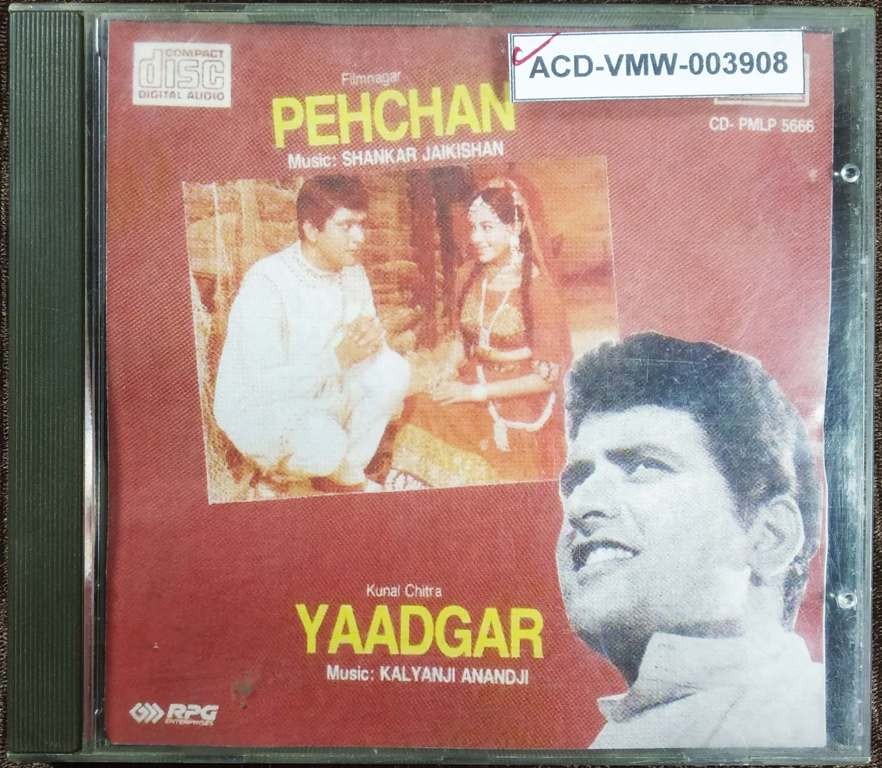 COMPACT
disc
DIGITAL AUDIO
ACD-VMW-003908
CD- PMLP 5666
Filmnagar
PEHCHAN
Music: SHANKAR JAIKISHAN
Kunal Chitra
YAADGAR
Music: KALYANJI ANANDJI
RPG
ENTERPRISES